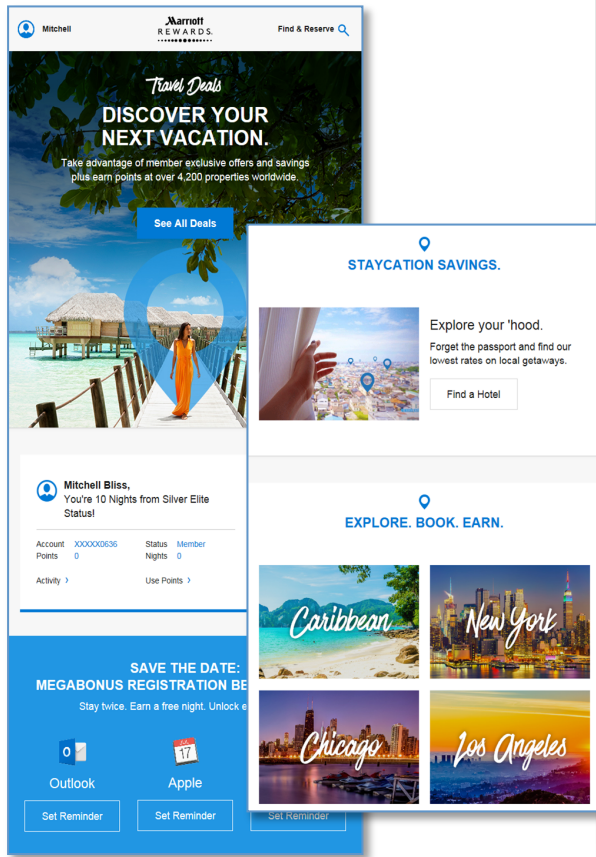 Mitchell
Marriott
REWARDS.
Find & Reserve
Travel Deals
DISCOVER YOUR
NEXT VACATION.
Take advantage of member exclusive offers and savings
plus earn points at over 4,200 properties worldwide.
See All Deals
Mitchell Bliss,
You're 10 Nights from Silver Elite
Status!
Account XXXXX0636 Status Member
Points 0 Nights 0
Activity › Use Points ›
SAVE THE DATE:
MEGABONUS REGISTRATION BE
Stay twice. Earn a free night. Unlock e
JUL
17
Outlook
Apple
Set Reminder
Set Reminder
Set Reminder
STAYCATION SAVINGS.
Explore your 'hood.
Forget the passport and find our
lowest rates on local getaways.
Find a Hotel
EXPLORE. BOOK. EARN.
Caribbean
New York
Chicago
Los Angeles